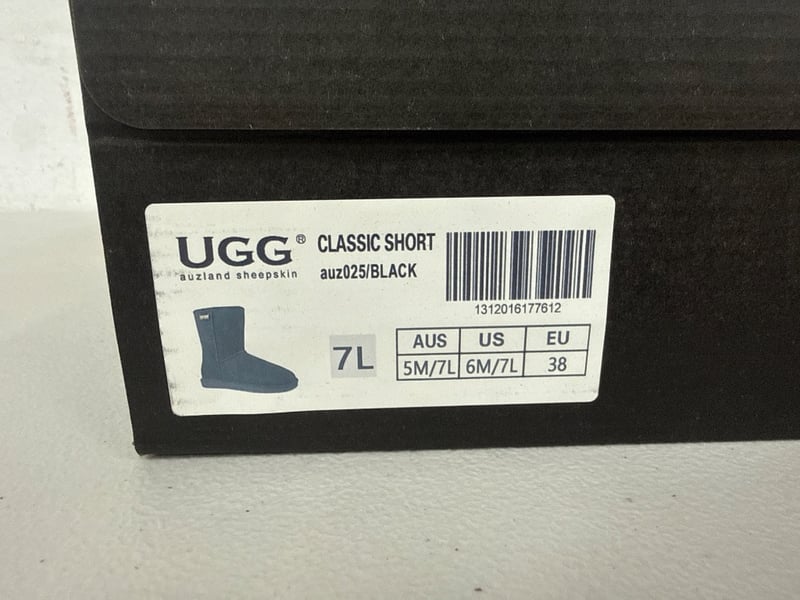 UGG® CLASSIC SHORT
auzland sheepskin auz025/BLACK
1312016177612
7L
AUS US EU
5M/7L 6M/7L 38